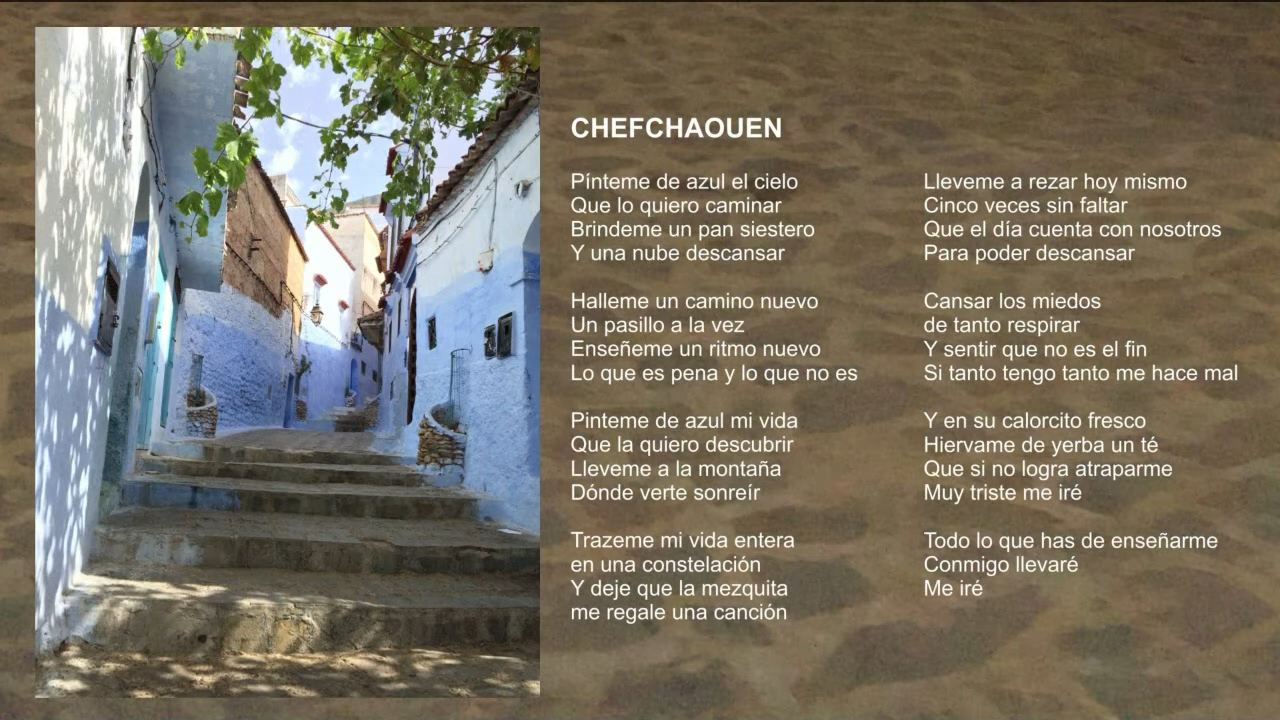 CHEFCHAOUEN
Pínteme de azul el cielo
Que lo quiero caminar
Brindeme un pan siestero
Y una nube descansar
Halleme un camino nuevo
Un pasillo a la vez
Enseñeme un ritmo nuevo
Lo que es pena y lo que no es
Pinteme de azul mi vida
Que la quiero descubrir
Lleveme a la montaña
Dónde verte sonreír
Trazeme mi vida entera
en una constelación
Y deje que la mezquita
me regale una canción
Lleveme a rezar hoy mismo
Cinco veces sin faltar
Que el día cuenta con nosotros
Para poder descansar
Cansar los miedos
de tanto respirar
Y sentir que no es el fin
Si tanto tengo tanto me hace mal
Y en su calorcito fresco
Hiervame de yerba un té
Que si no logra atraparme
Muy triste me iré
Todo lo que has de enseñarme
Conmigo llevaré
Me iré